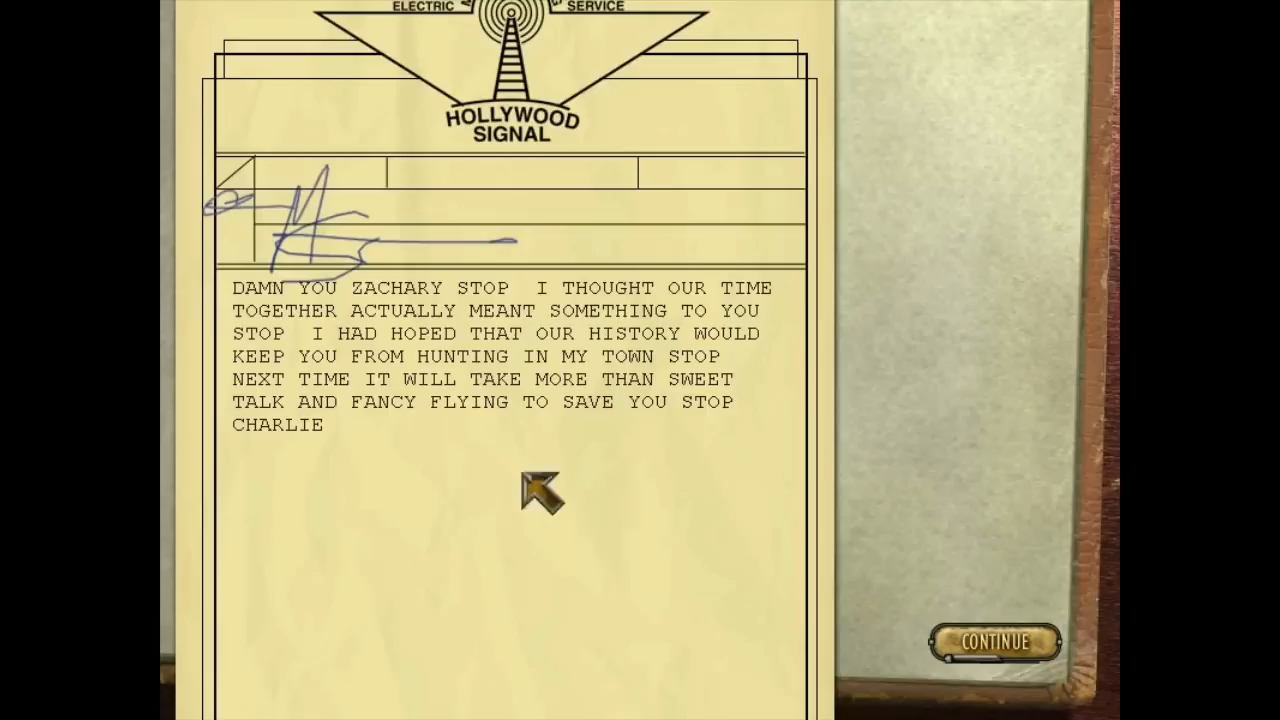 ELECTRIC SERVICE
HOLLYWOOD
SIGNAL
DAMN YOU ZACHARY STOP  I THOUGHT OUR TIME
TOGETHER ACTUALLY MEANT SOMETHING TO YOU
STOP  I HAD HOPED THAT OUR HISTORY WOULD
KEEP YOU FROM HUNTING IN MY TOWN STOP
NEXT TIME IT WILL TAKE MORE THAN SWEET
TALK AND FANCY FLYING TO SAVE YOU STOP
CHARLIE
CONTINUE